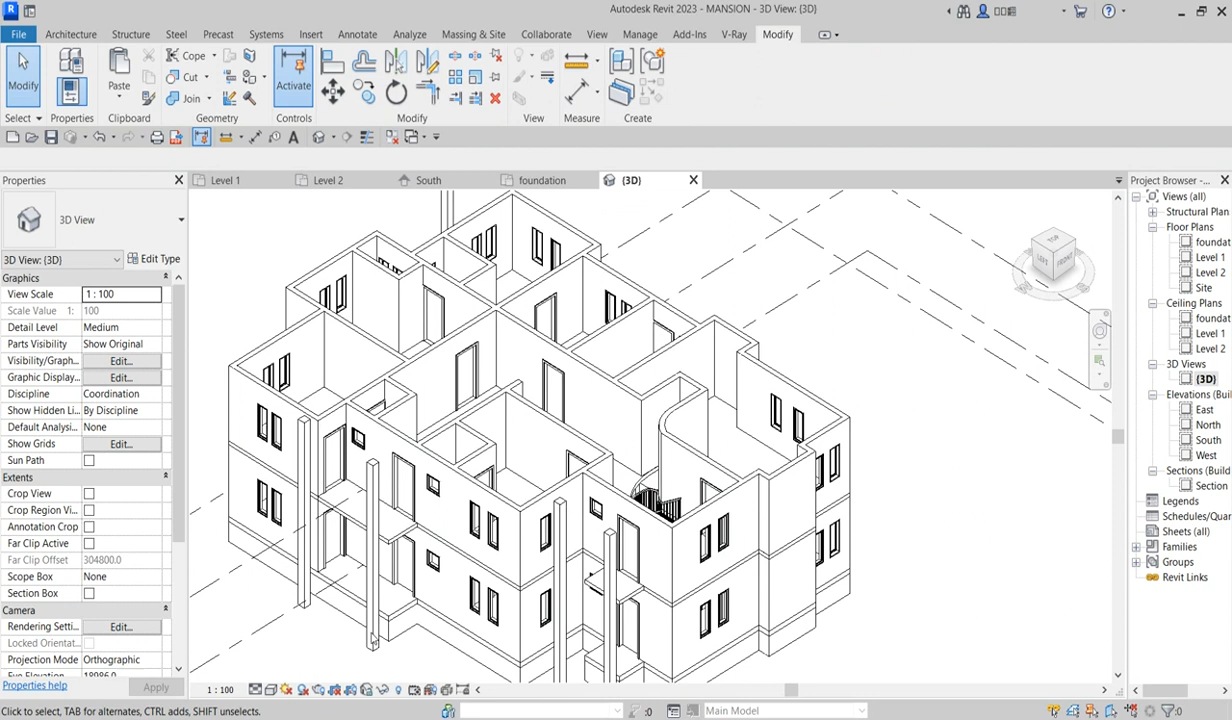 Autodesk Revit 2023 - MANSION - 3D View: {3D}
File Architecture Structure Steel Precast Systems Insert Annotate Analyze Massing & Site Collaborate View Manage Add-Ins V-Ray Modify
Modify
Paste
Cope
Cut
Join
Activate
Select Properties Clipboard Geometry Controls Modify View Measure Create
Properties
Level 1 Level 2 South foundation {3D}
Project Browser -...
3D View
3D View: {3D} Edit Type
Graphics
View Scale 1 : 100
Scale Value 1: 100
Detail Level Medium
Parts Visibility Show Original
Visibility/Graph... Edit...
Graphic Display... Edit...
Discipline Coordination
Show Hidden Li... By Discipline
Default Analysi... None
Show Grids Edit...
Sun Path
Extents
Crop View
Crop Region Vi...
Annotation Crop
Far Clip Active
Far Clip Offset 304800.0
Scope Box None
Section Box
Camera
Rendering Setti... Edit...
Locked Orientat...
Projection Mode Orthographic
Eye Elevation 18986.0
Properties help Apply
TOP
LEFT FRONT
Views (all)
Structural Plan
Floor Plans
foundat
Level 1
Level 2
Site
Ceiling Plans
foundat
Level 1
Level 2
3D Views
{3D}
Elevations (Buil
East
North
South
West
Sections (Build
Section
Legends
Schedules/Quar
Sheets (all)
Families
Groups
Revit Links
1 : 100
Click to select, TAB for alternates, CTRL adds, SHIFT unselects.
:0
Main Model
:0